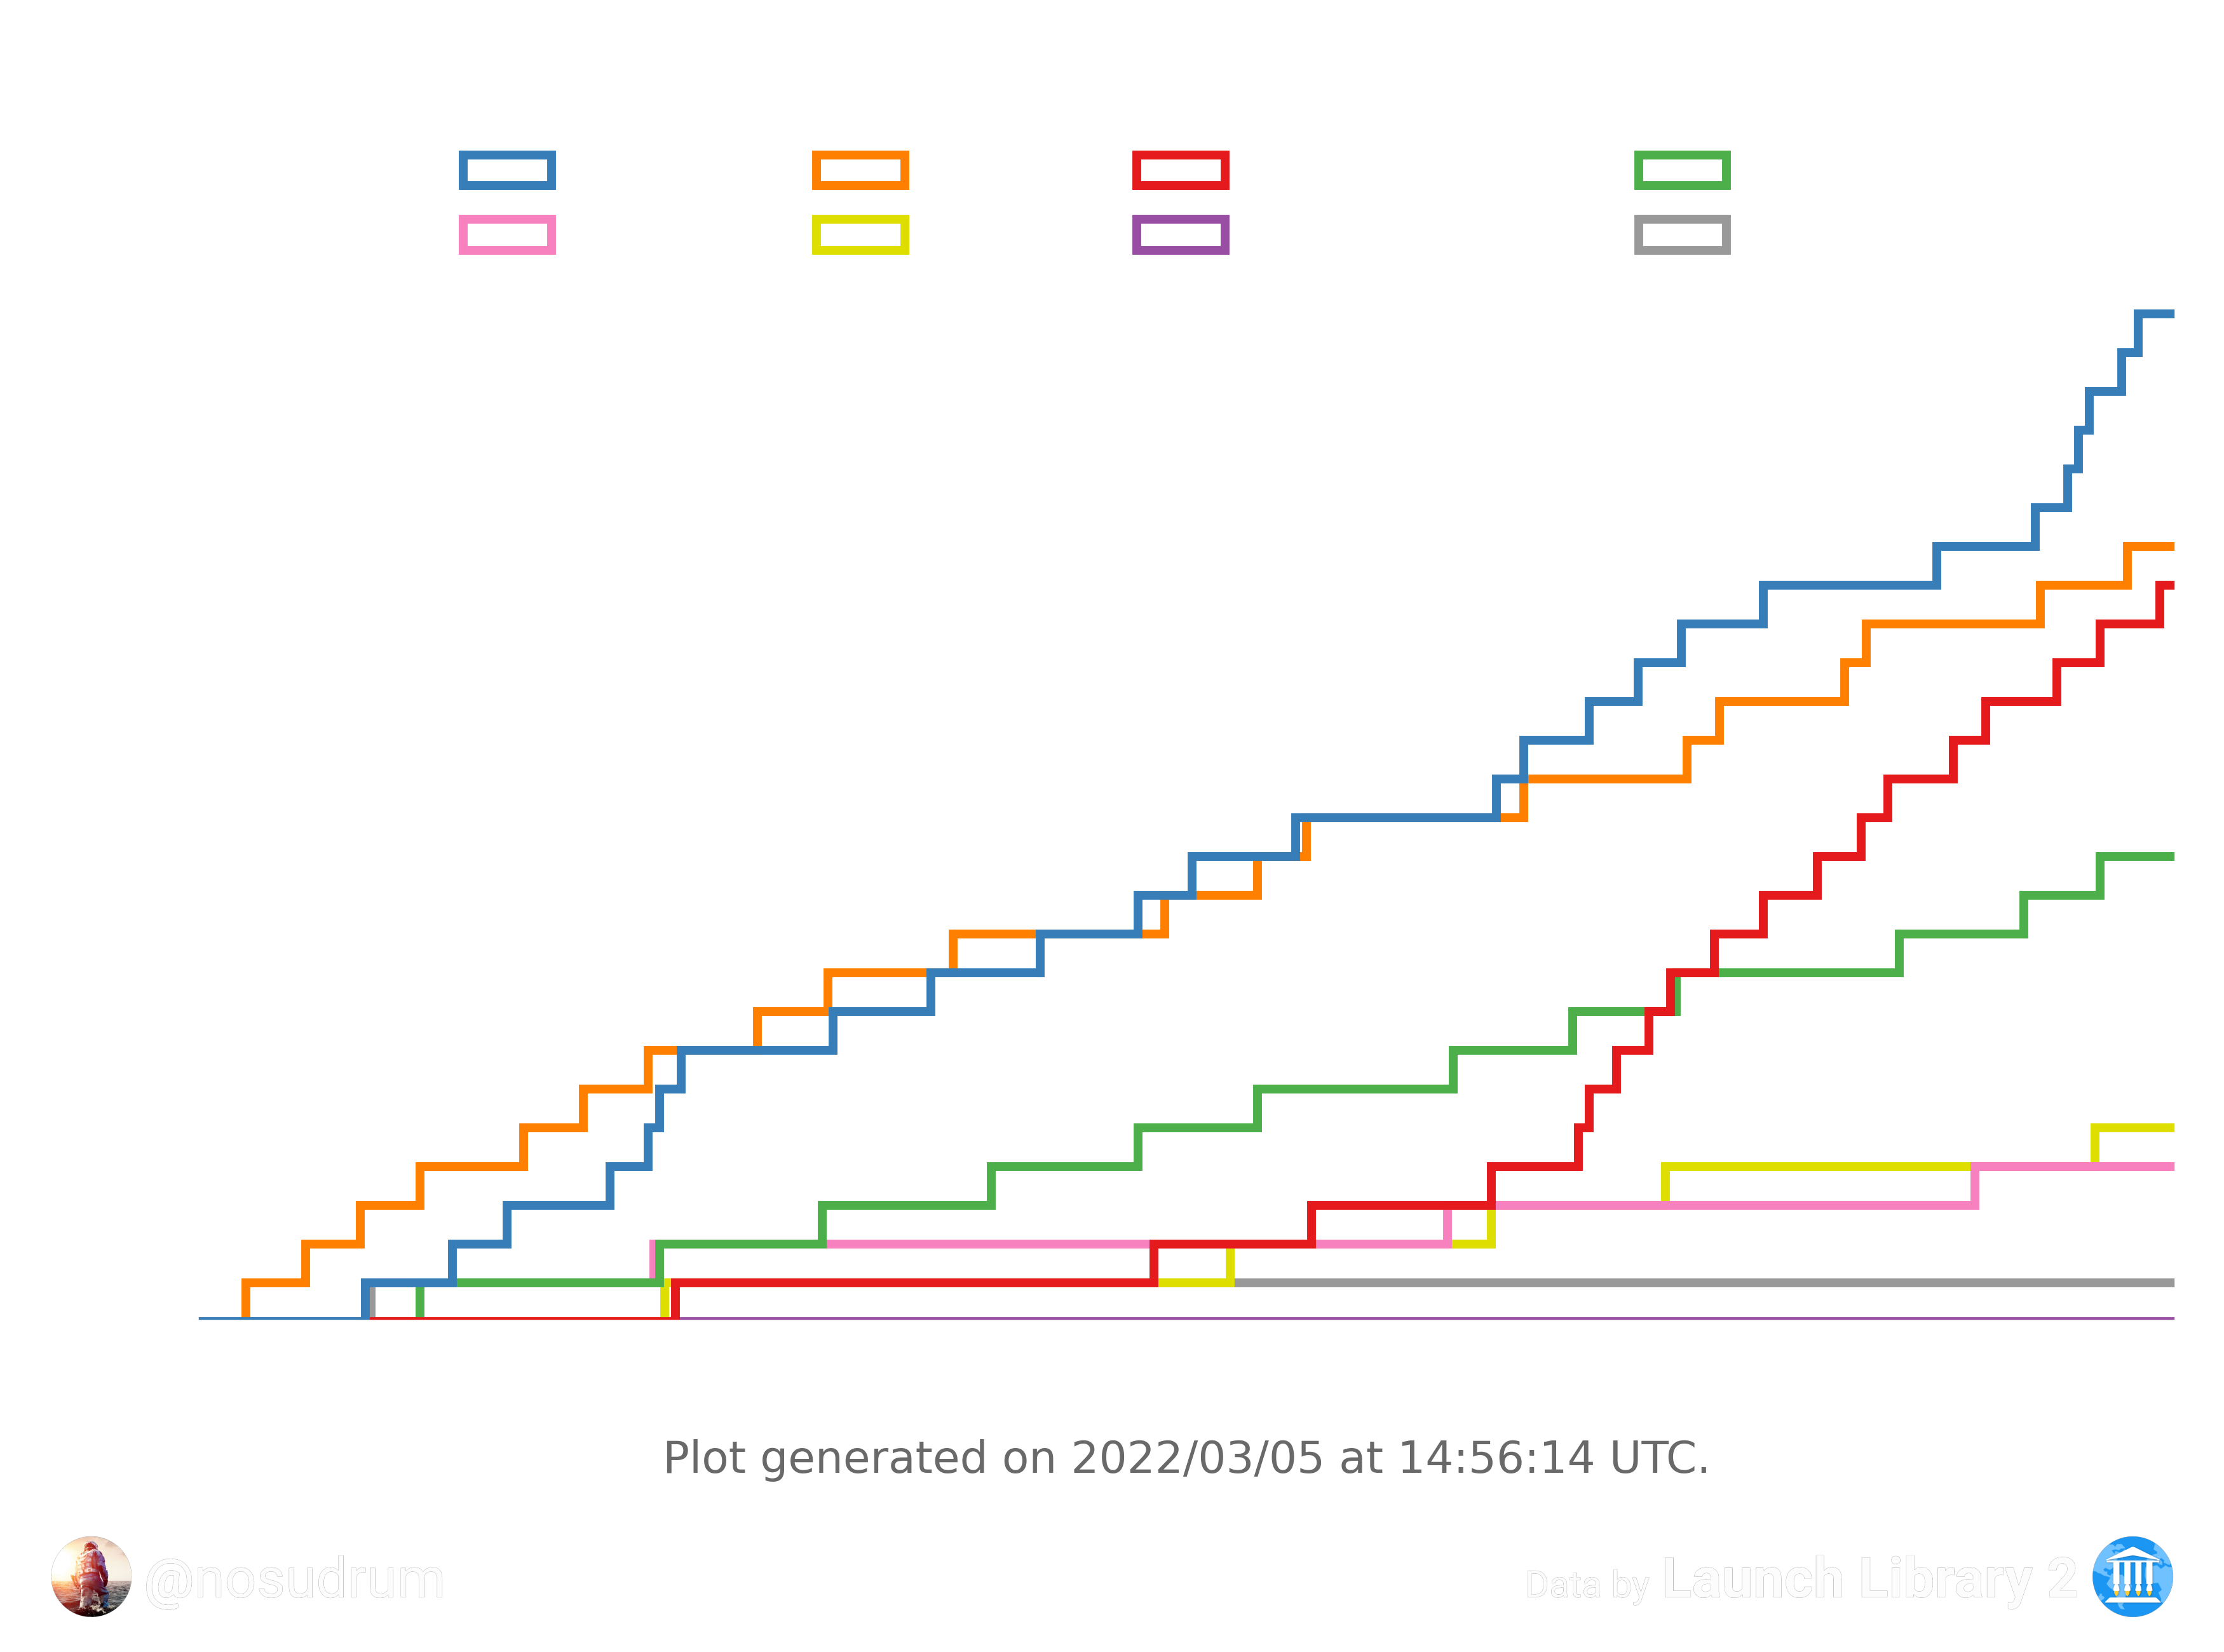 Plot generated on 2022/03/05 at 14:56:14 UTC.
@nosudrum
Data by Launch Library 2